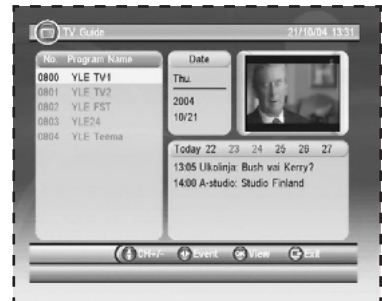 TV Guide 21/10/04 13:31
No. Program Name
0800 YLE TV1
0801 YLE TV2
0802 YLE FST
0803 YLE24
0804 YLE Teema
Date
Thu.
2004
10/21
Today 22 23 24 25 26 27
13:05 Ulkolinja: Bush vai Kerry?
14:00 A-studio: Studio Finland
CH+/- Event OK View Exit